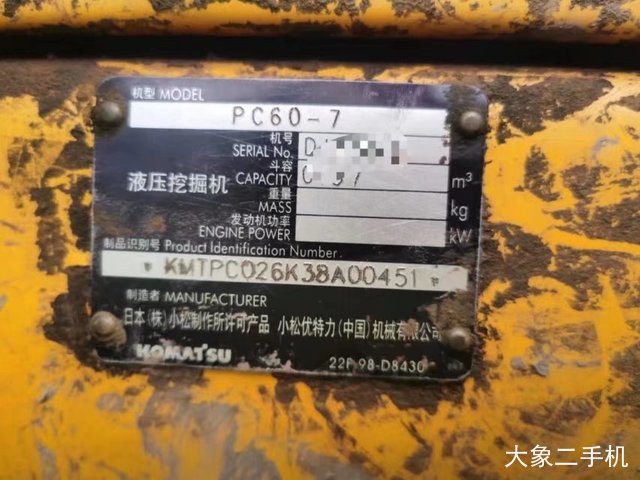 机型 MODEL PC60-7
机号
SERIAL No.
斗容
CAPACITY m³
液压挖掘机
重量
MASS kg
发动机功率
ENGINE POWER kW
制品识别号 Product Identification Number
* KMTPC026K38A00451 *
制造者 MANUFACTURER
日本(株)小松制作所许可产品 小松优特力(中国)机械有限公司
KOMATSU 22F-98-D8430
大象二手机